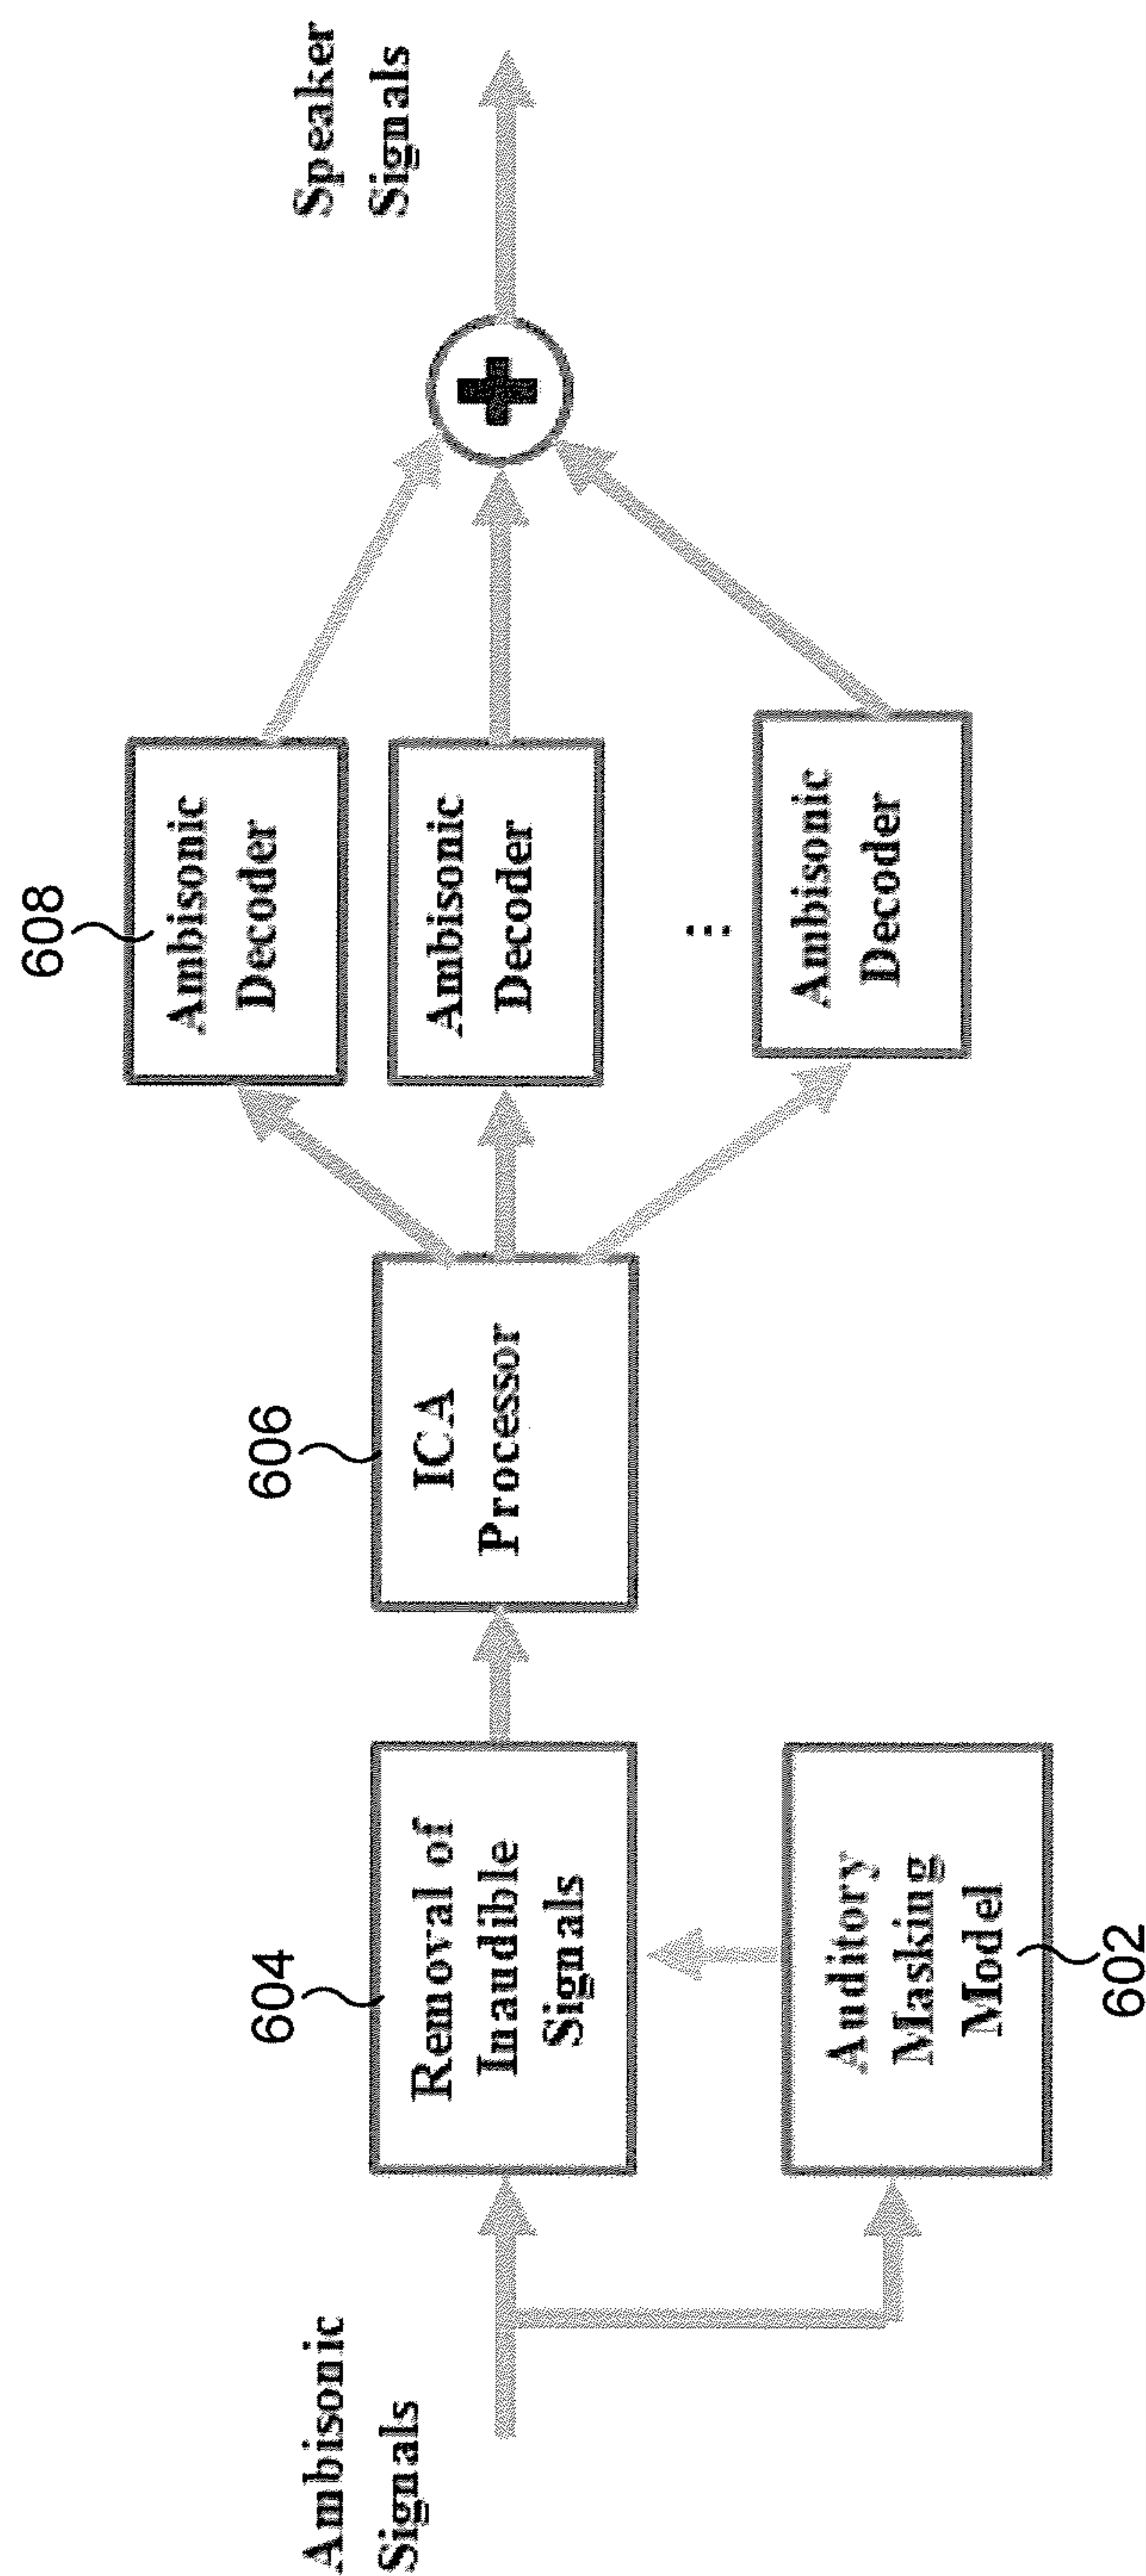 Ambisonic
Signals
604
Removal of
Inaudible
Signals
Auditory
Masking
Model
602
606
ICA
Processor
608
Ambisonic
Decoder
Ambisonic
Decoder
...
Ambisonic
Decoder
+
Speaker
Signals